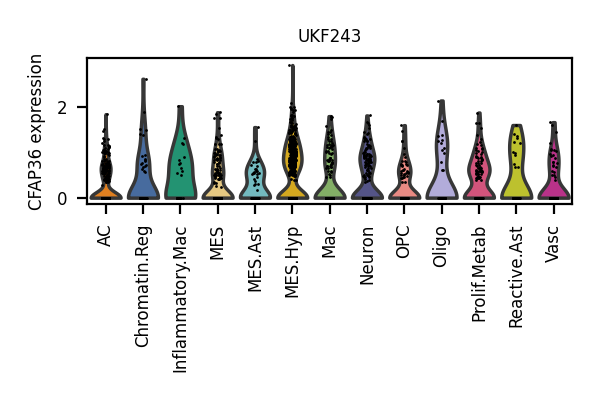 UKF243
CFAP36 expression
2
0
AC
Chromatin.Reg
Inflammatory.Mac
MES
MES.Ast
MES.Hyp
Mac
Neuron
OPC
Oligo
Prolif.Metab
Reactive.Ast
Vasc